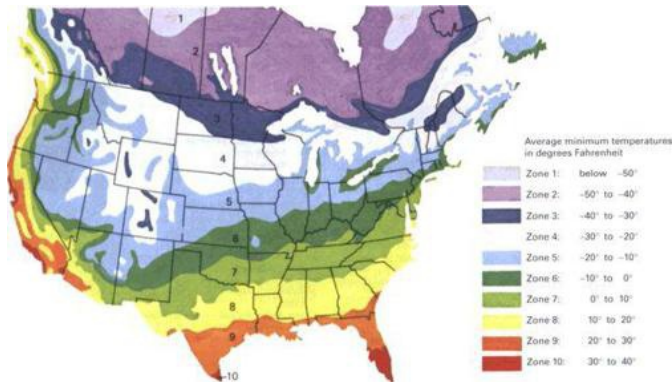 1
2
3
4
5
6
7
8
9
-10
Average minimum temperatures
in degrees Fahrenheit
Zone 1: below -50°
Zone 2: -50° to -40°
Zone 3: -40° to -30°
Zone 4: -30° to -20°
Zone 5: -20° to -10°
Zone 6: -10° to 0°
Zone 7: 0° to 10°
Zone 8: 10° to 20°
Zone 9: 20° to 30°
Zone 10: 30° to 40°